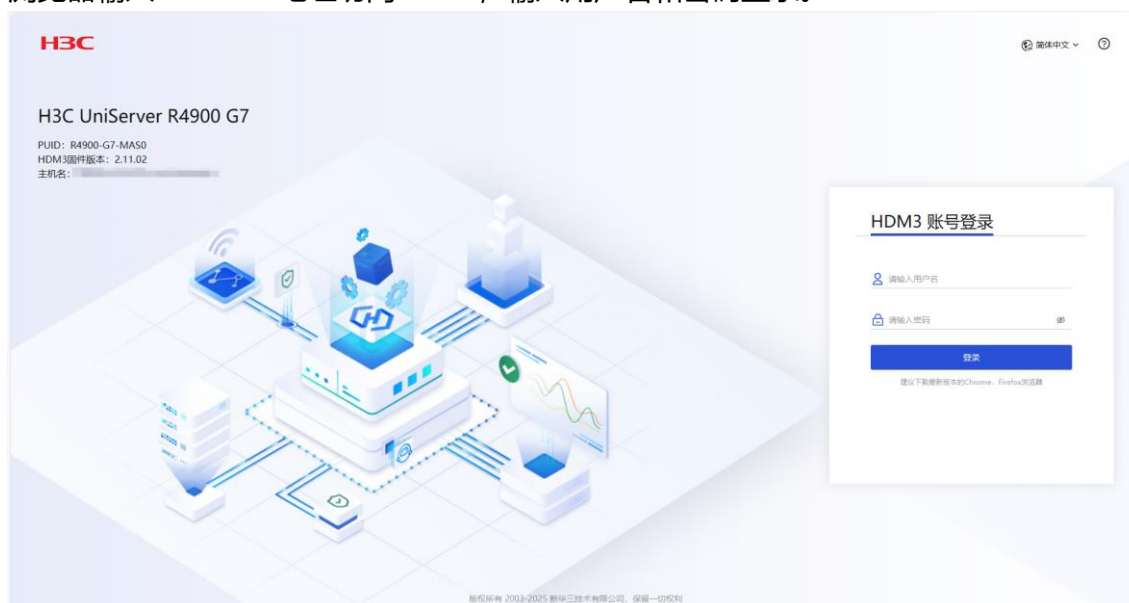 H3C
简体中文
H3C UniServer R4900 G7
PUID: R4900-G7-MAS0
HDM3固件版本: 2.11.02
主机名:
HDM3 账号登录
请输入用户名
请输入密码
登录
建议下载最新版本的Chrome、Firefox浏览器
版权所有 2003-2025 新华三技术有限公司，保留一切权利